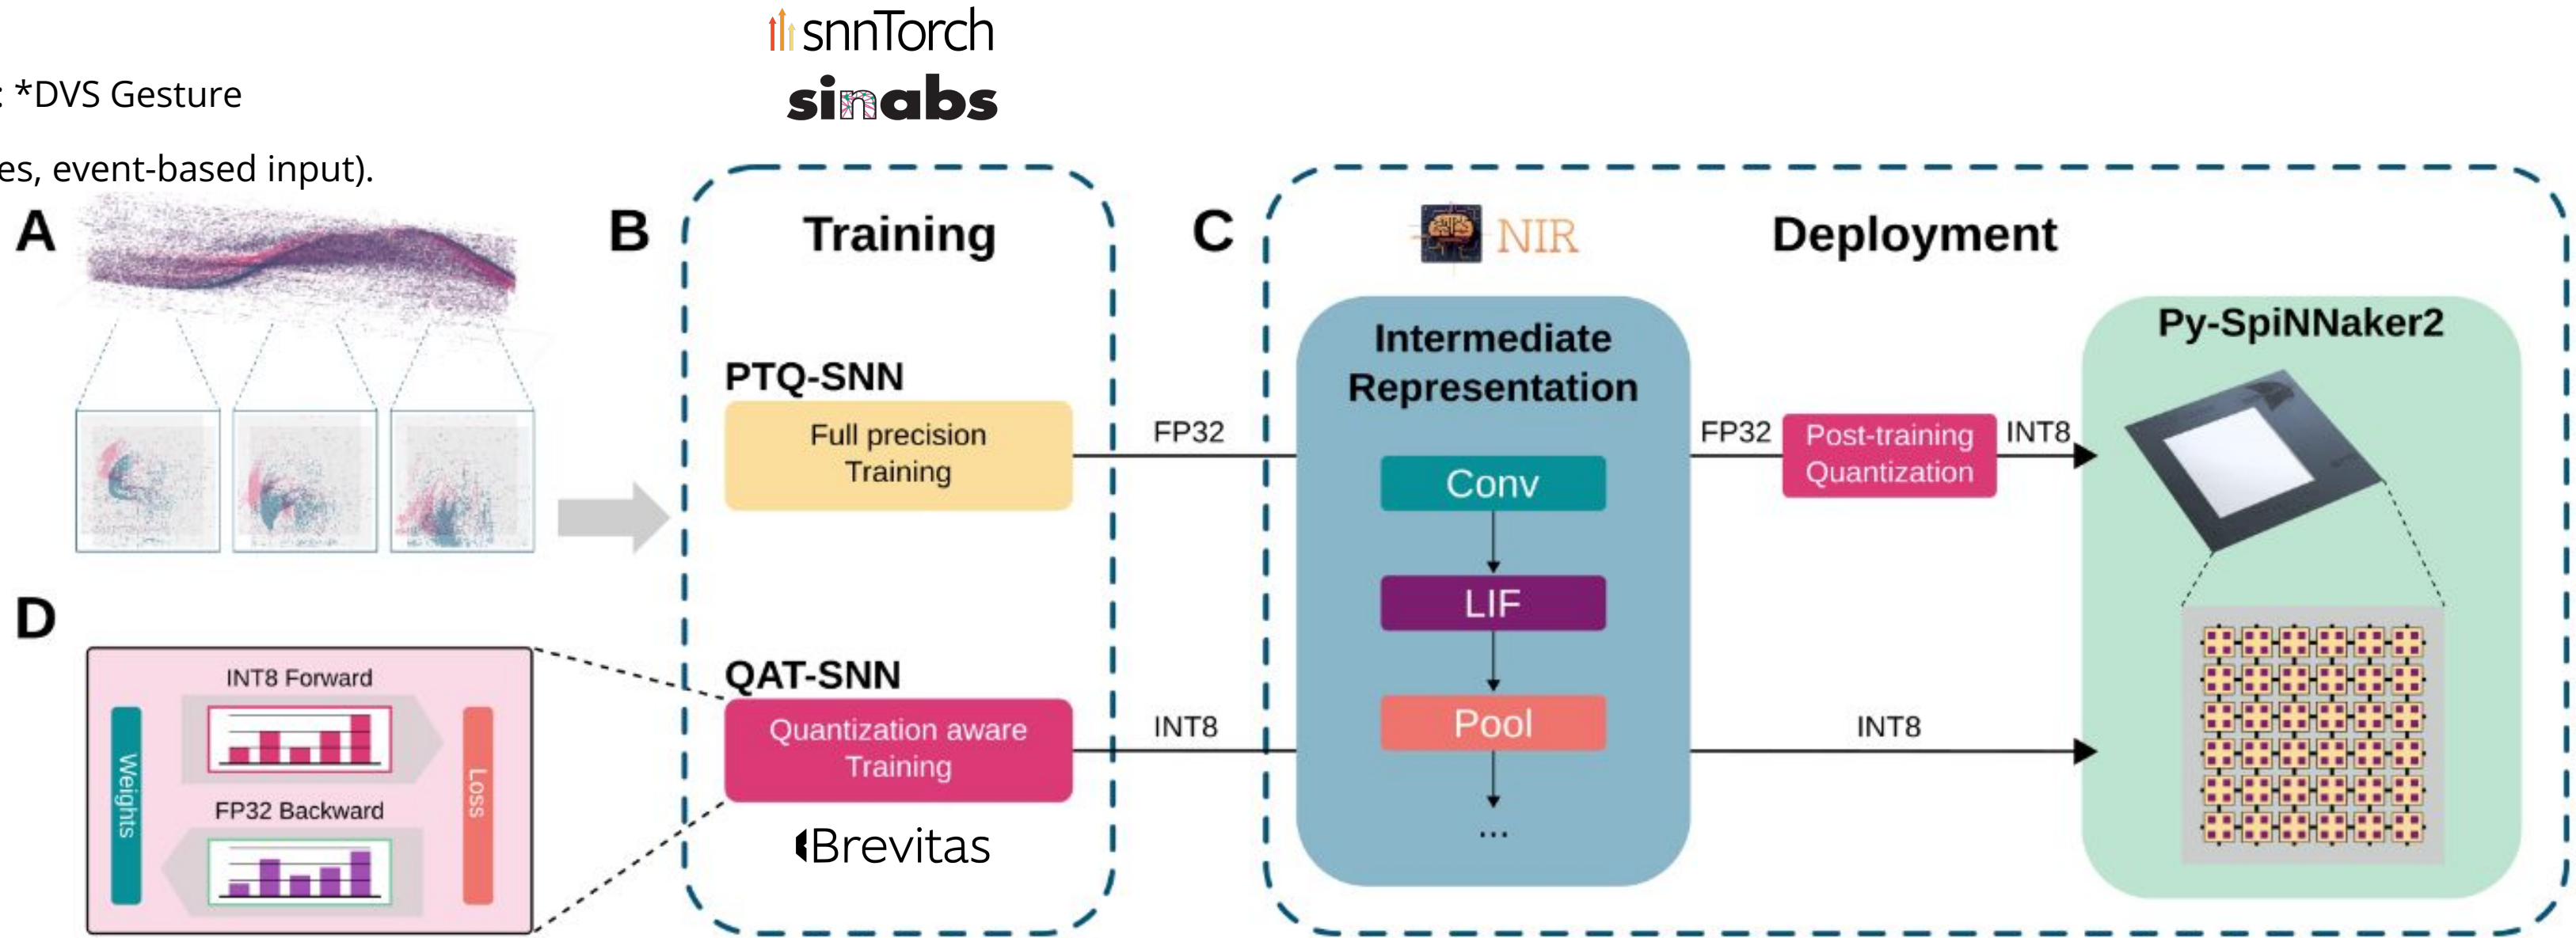 snnTorch
sinabs
: *DVS Gesture
es, event-based input).
A
B
Training
PTQ-SNN
Full precision
Training
FP32
QAT-SNN
Quantization aware
Training
INT8
Brevitas
C
NIR
Deployment
Intermediate
Representation
Conv
LIF
Pool
...
FP32
Post-training
Quantization
INT8
INT8
Py-SpiNNaker2
D
INT8 Forward
Weights
Loss
FP32 Backward